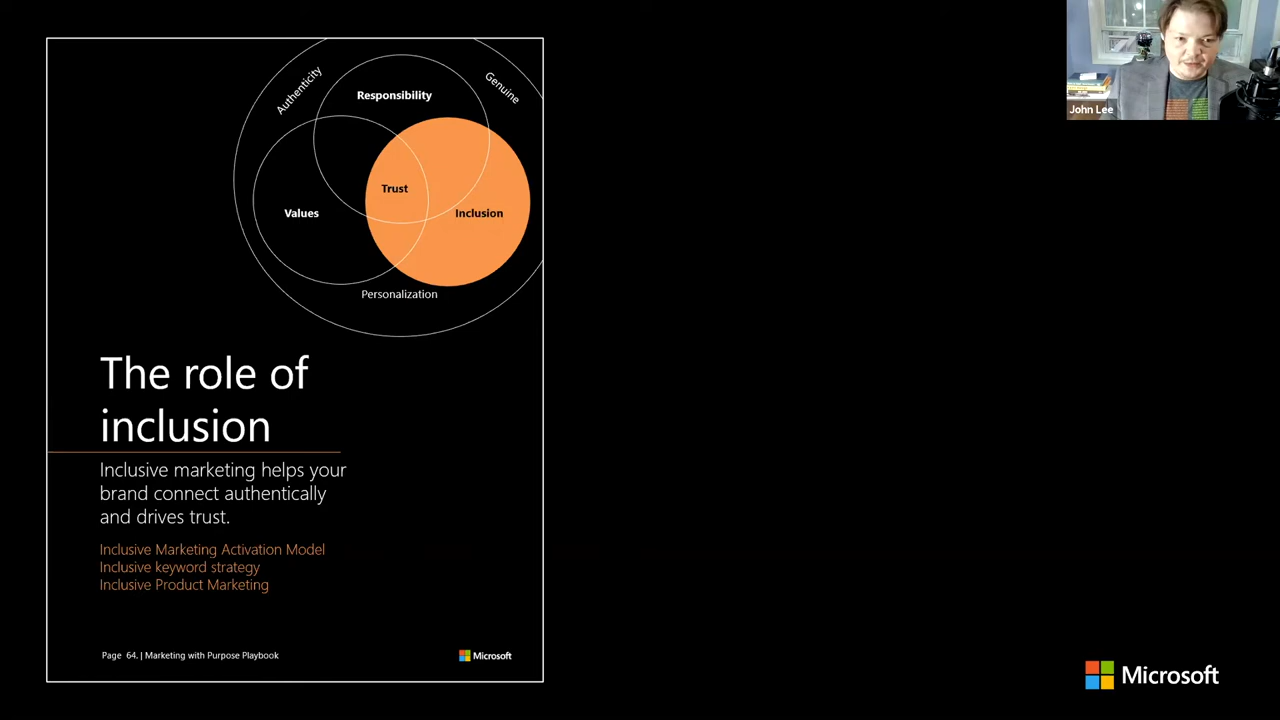 Authenticity
Genuine
Responsibility
Trust
Values
Inclusion
Personalization
The role of
inclusion
Inclusive marketing helps your
brand connect authentically
and drives trust.
Inclusive Marketing Activation Model
Inclusive keyword strategy
Inclusive Product Marketing
Page 64. | Marketing with Purpose Playbook
Microsoft
John Lee
Microsoft